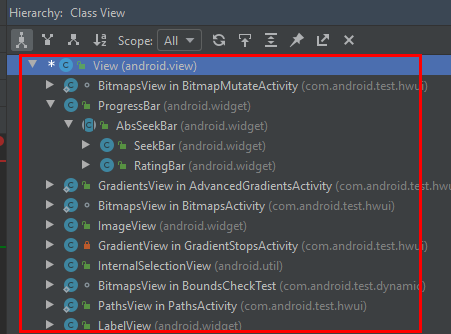 Hierarchy: Class View
Scope: All
* View (android.view)
BitmapsView in BitmapMutateActivity (com.android.test.hwui)
ProgressBar (android.widget)
AbsSeekBar (android.widget)
SeekBar (android.widget)
RatingBar (android.widget)
GradientsView in AdvancedGradientsActivity (com.android.test.hwui)
BitmapsView in BitmapsActivity (com.android.test.hwui)
ImageView (android.widget)
GradientView in GradientStopsActivity (com.android.test.hwui)
InternalSelectionView (android.util)
BitmapsView in BoundsCheckTest (com.android.test.dynamic)
PathsView in PathsActivity (com.android.test.hwui)
LabelView (android.widget)